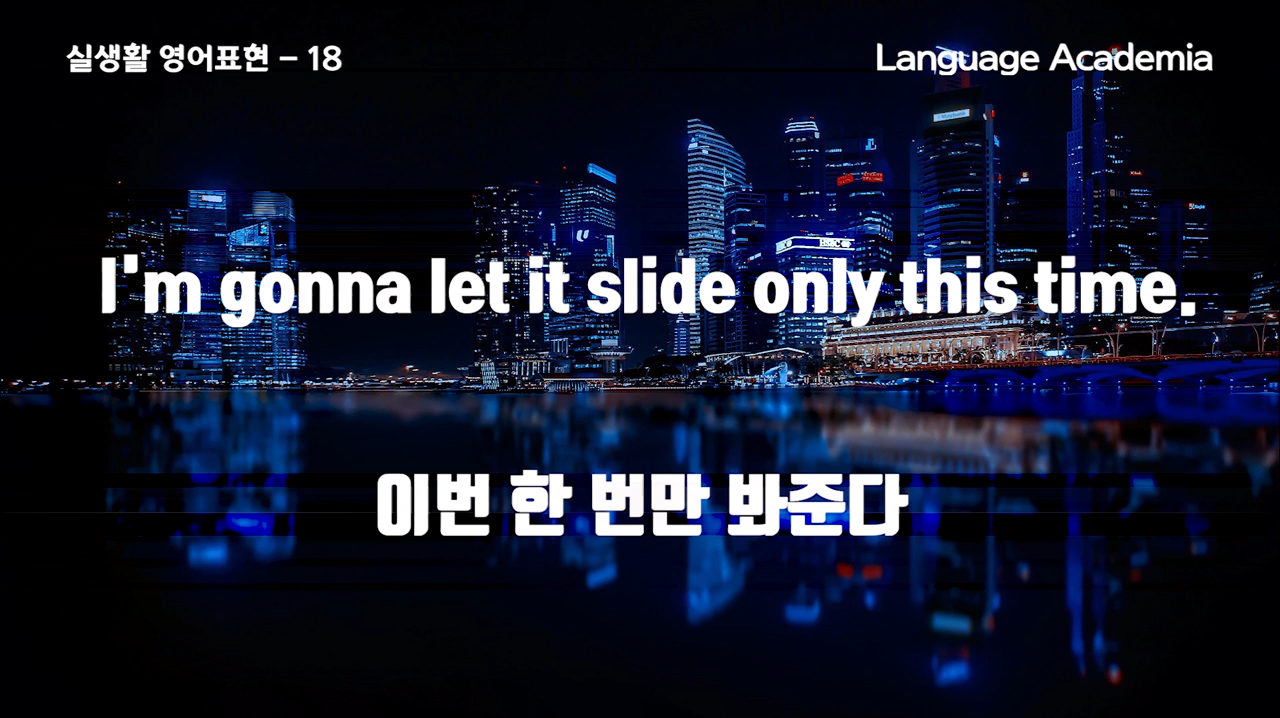 실생활 영어표현 – 18
Language Academia
I'm gonna let it slide only this time.
이번 한 번만 봐준다
HSBC